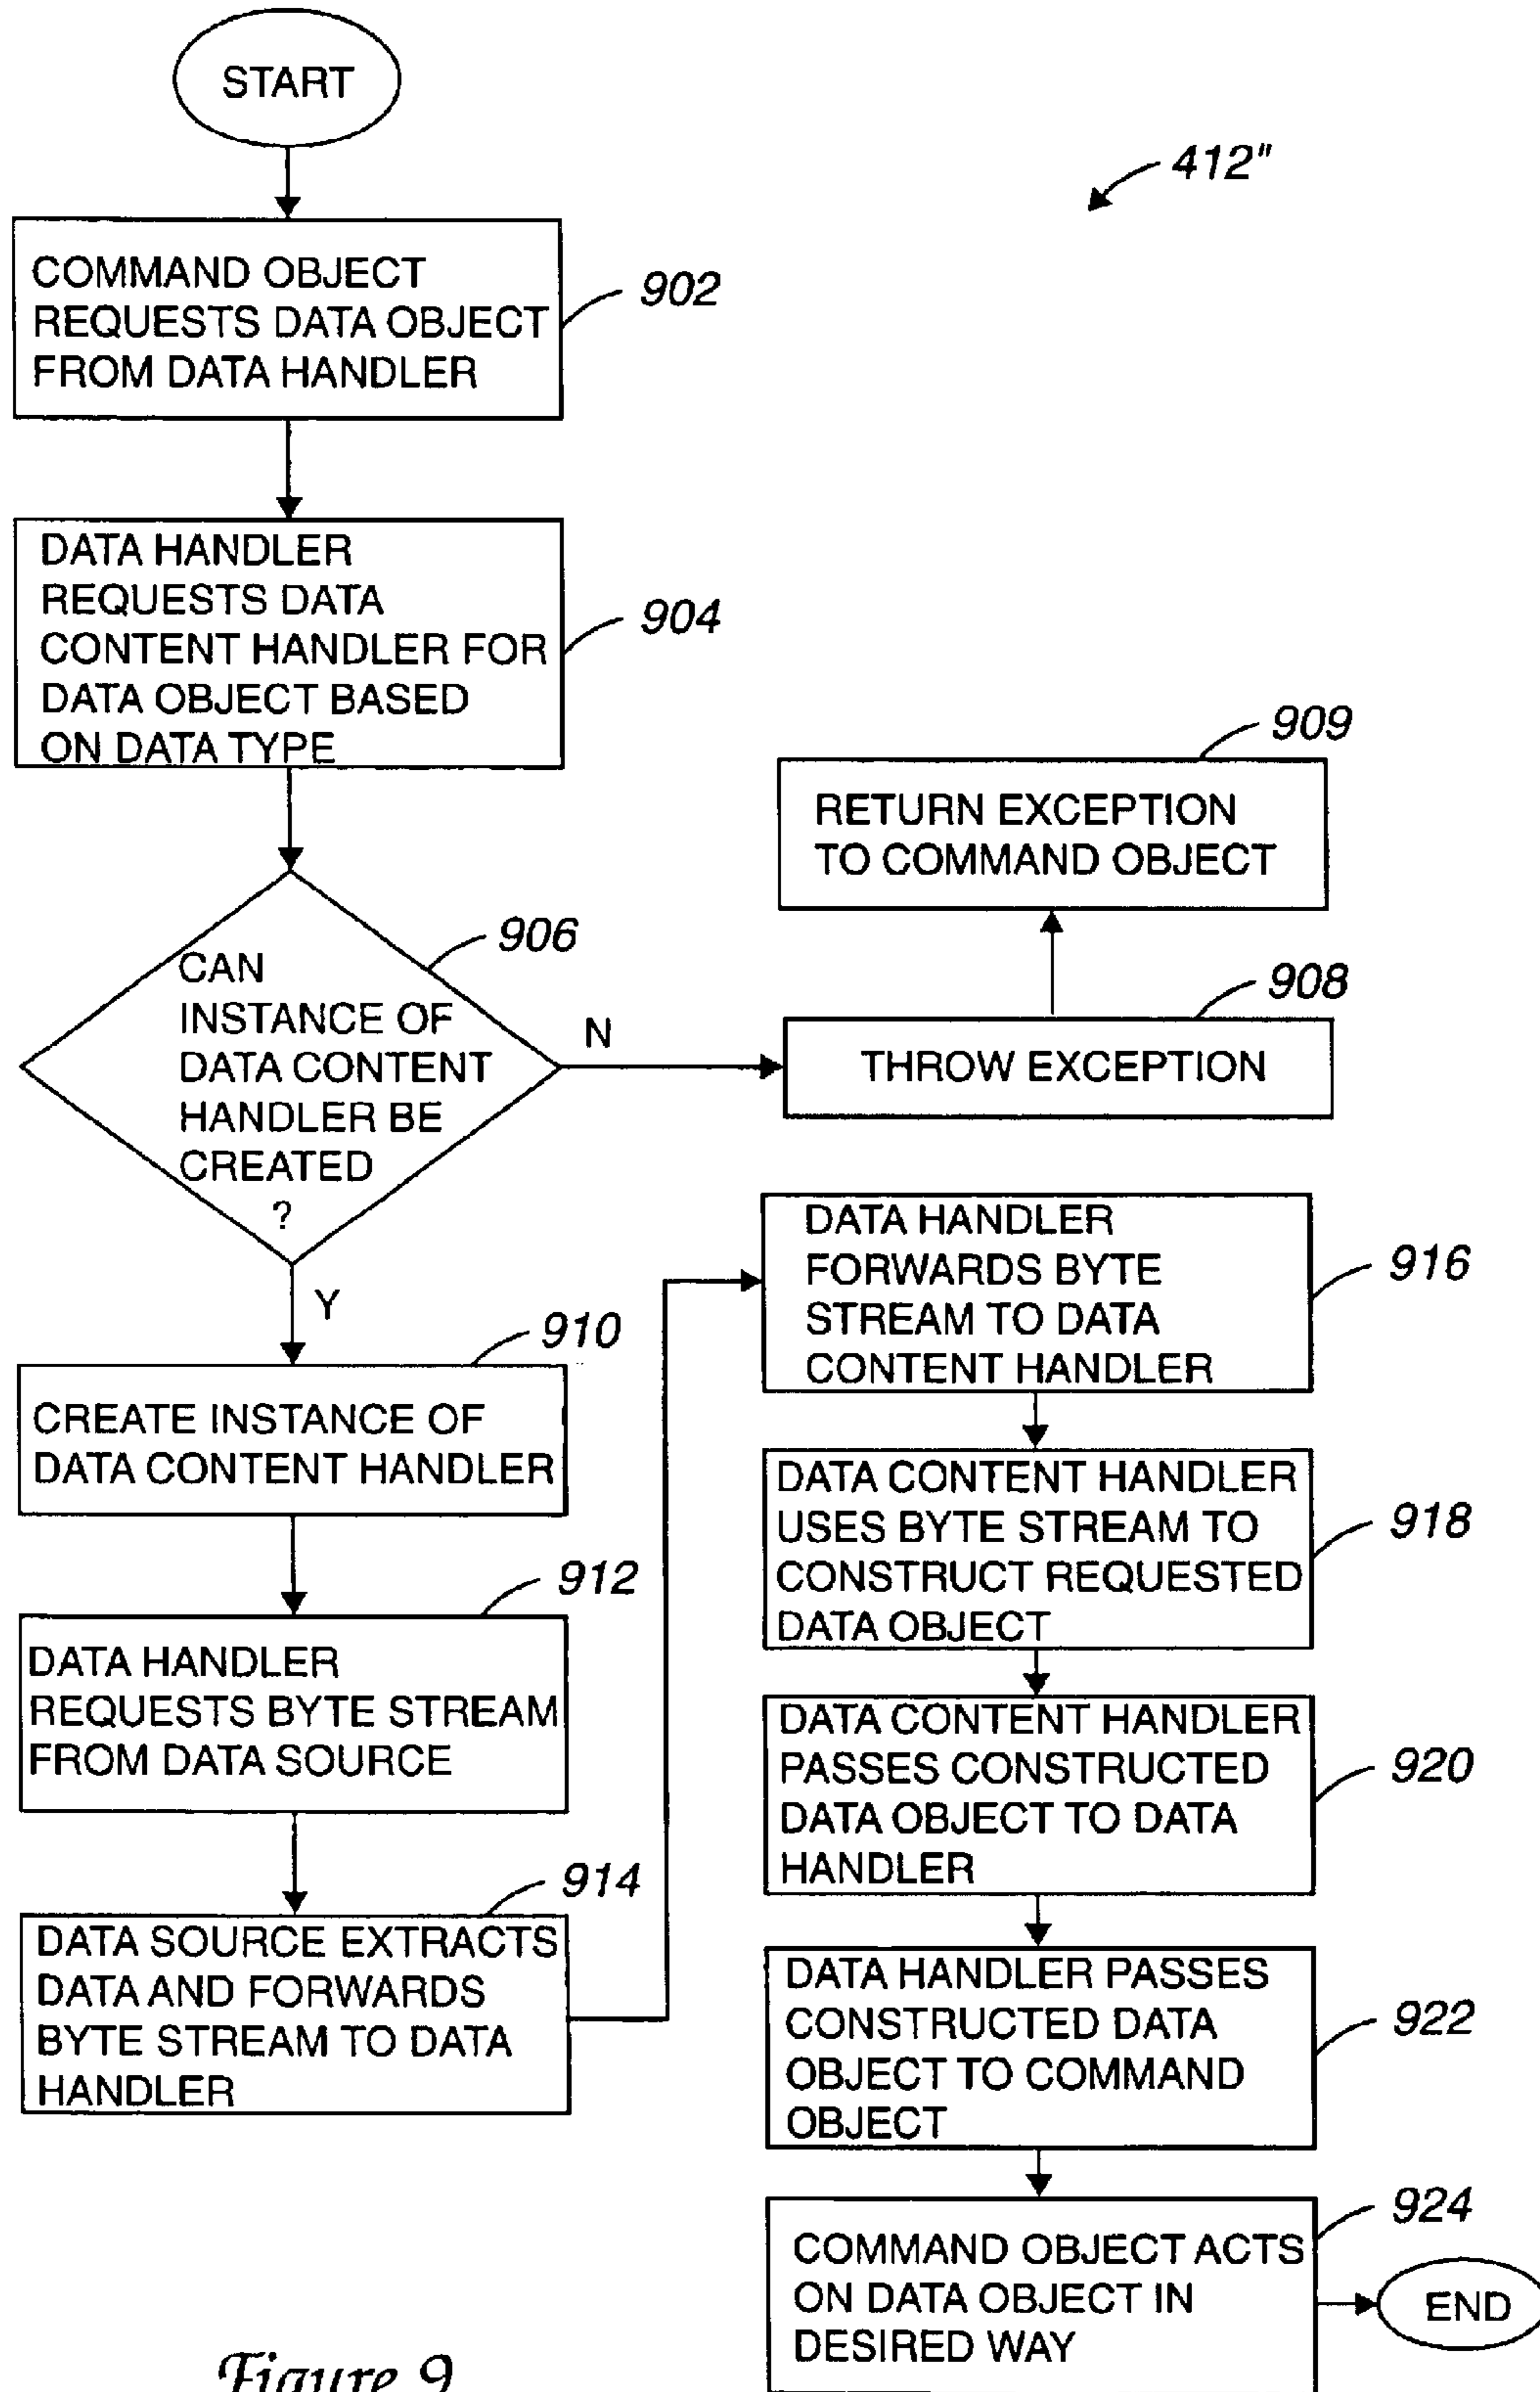 START
412"
COMMAND OBJECT
REQUESTS DATA OBJECT
FROM DATA HANDLER
902
DATA HANDLER
REQUESTS DATA
CONTENT HANDLER FOR
DATA OBJECT BASED
ON DATA TYPE
904
CAN
INSTANCE OF
DATA CONTENT
HANDLER BE
CREATED
?
906
N
THROW EXCEPTION
908
RETURN EXCEPTION
TO COMMAND OBJECT
909
Y
CREATE INSTANCE OF
DATA CONTENT HANDLER
910
DATA HANDLER
REQUESTS BYTE STREAM
FROM DATA SOURCE
912
DATA SOURCE EXTRACTS
DATA AND FORWARDS
BYTE STREAM TO DATA
HANDLER
914
DATA HANDLER
FORWARDS BYTE
STREAM TO DATA
CONTENT HANDLER
916
DATA CONTENT HANDLER
USES BYTE STREAM TO
CONSTRUCT REQUESTED
DATA OBJECT
918
DATA CONTENT HANDLER
PASSES CONSTRUCTED
DATA OBJECT TO DATA
HANDLER
920
DATA HANDLER PASSES
CONSTRUCTED DATA
OBJECT TO COMMAND
OBJECT
922
COMMAND OBJECT ACTS
ON DATA OBJECT IN
DESIRED WAY
924
END
Figure 9